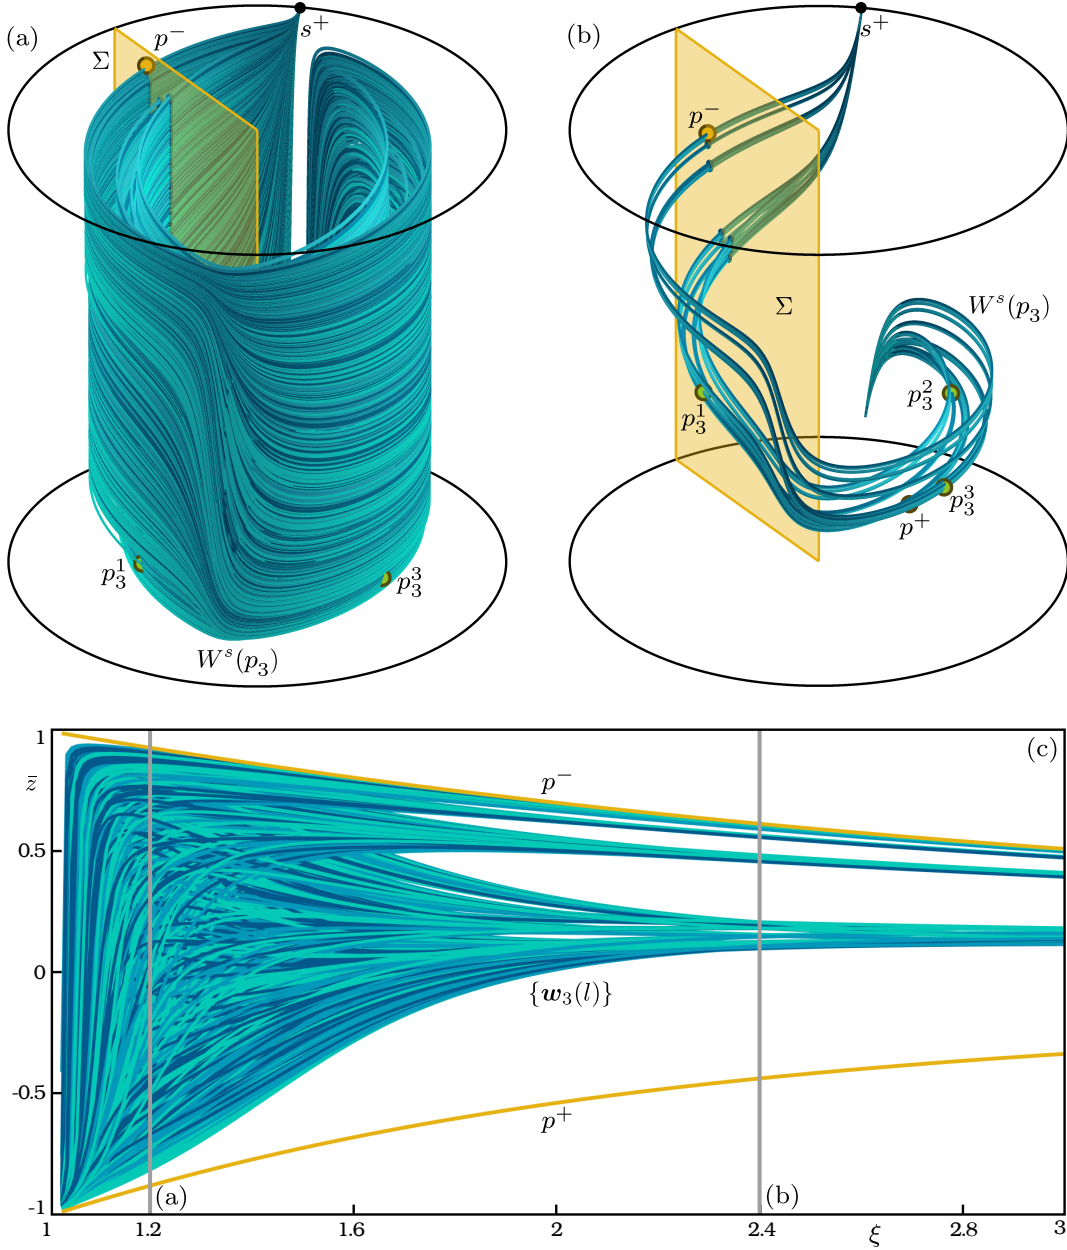 (a)
p⁻
s⁺
Σ
p₃¹
p₃³
Wˢ(p₃)
(b)
s⁺
p⁻
Σ
Wˢ(p₃)
p₃²
p₃¹
p₃³
p⁺
1
(c)
z̄
p⁻
0.5
0
{w₃(l)}
-0.5
p⁺
-1
(a)
(b)
1 1.2 1.6 2 2.4 2.8 ξ 3